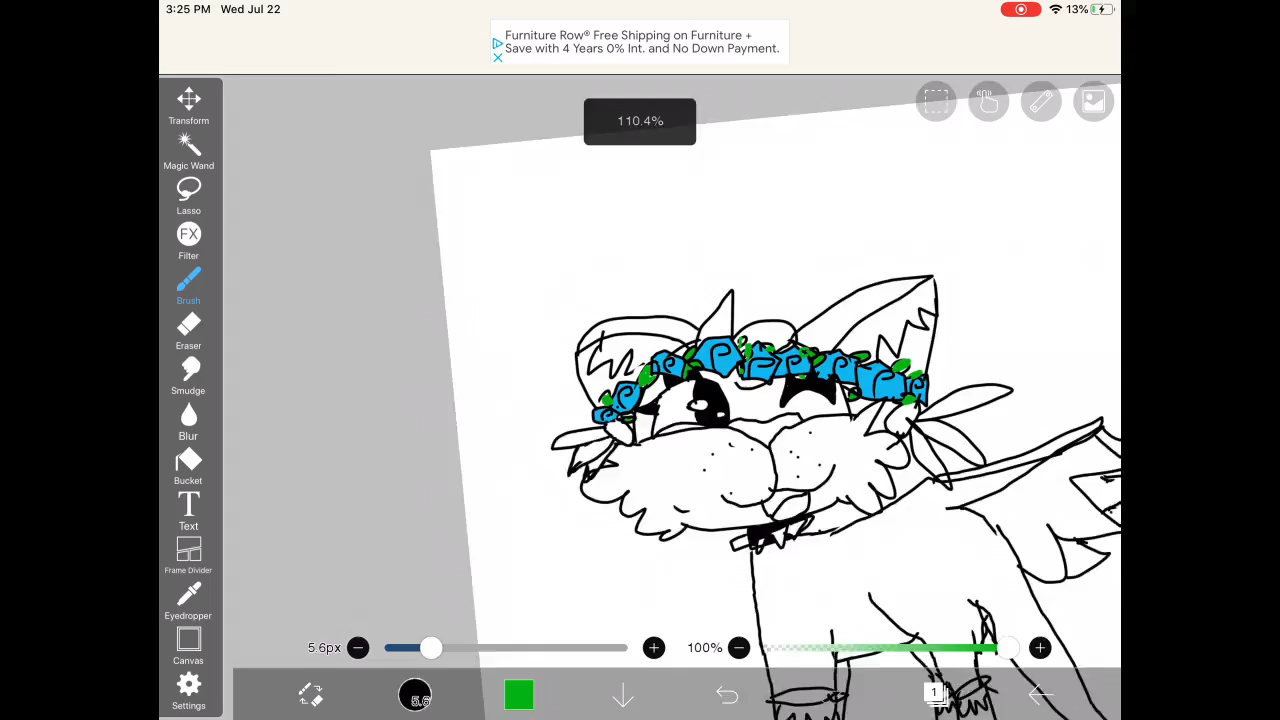 3:25 PM Wed Jul 22
13%
Furniture Row® Free Shipping on Furniture +
Save with 4 Years 0% Int. and No Down Payment.
110.4%
Transform
Magic Wand
Lasso
FX
Filter
Brush
Eraser
Smudge
Blur
Bucket
T
Text
Frame Divider
Eyedropper
Canvas
Settings
5.6px
100%
5.6
1